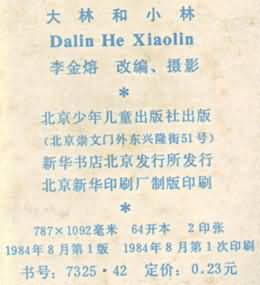 大林和小林
Dalin He Xiaolin
李金熔 改编、摄影
*
北京少年儿童出版社出版
(北京崇文门外东兴隆街51号)
新华书店北京发行所发行
北京新华印刷厂制版印刷
*
787×1092毫米 64开本 2印张
1984年8月第1版 1984年8月第1次印刷
书号:7325·42 定价:0.23元